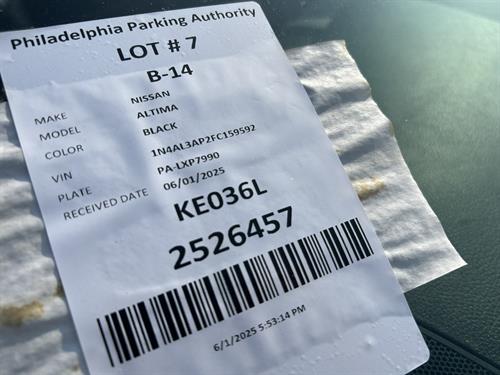 Philadelphia Parking Authority
LOT # 7
B-14
MAKE NISSAN
MODEL ALTIMA
COLOR BLACK
VIN 1N4AL3AP2FC159592
PLATE PA-LXP7990
RECEIVED DATE 06/01/2025
KE036L
2526457
6/1/2025 5:53:14 PM